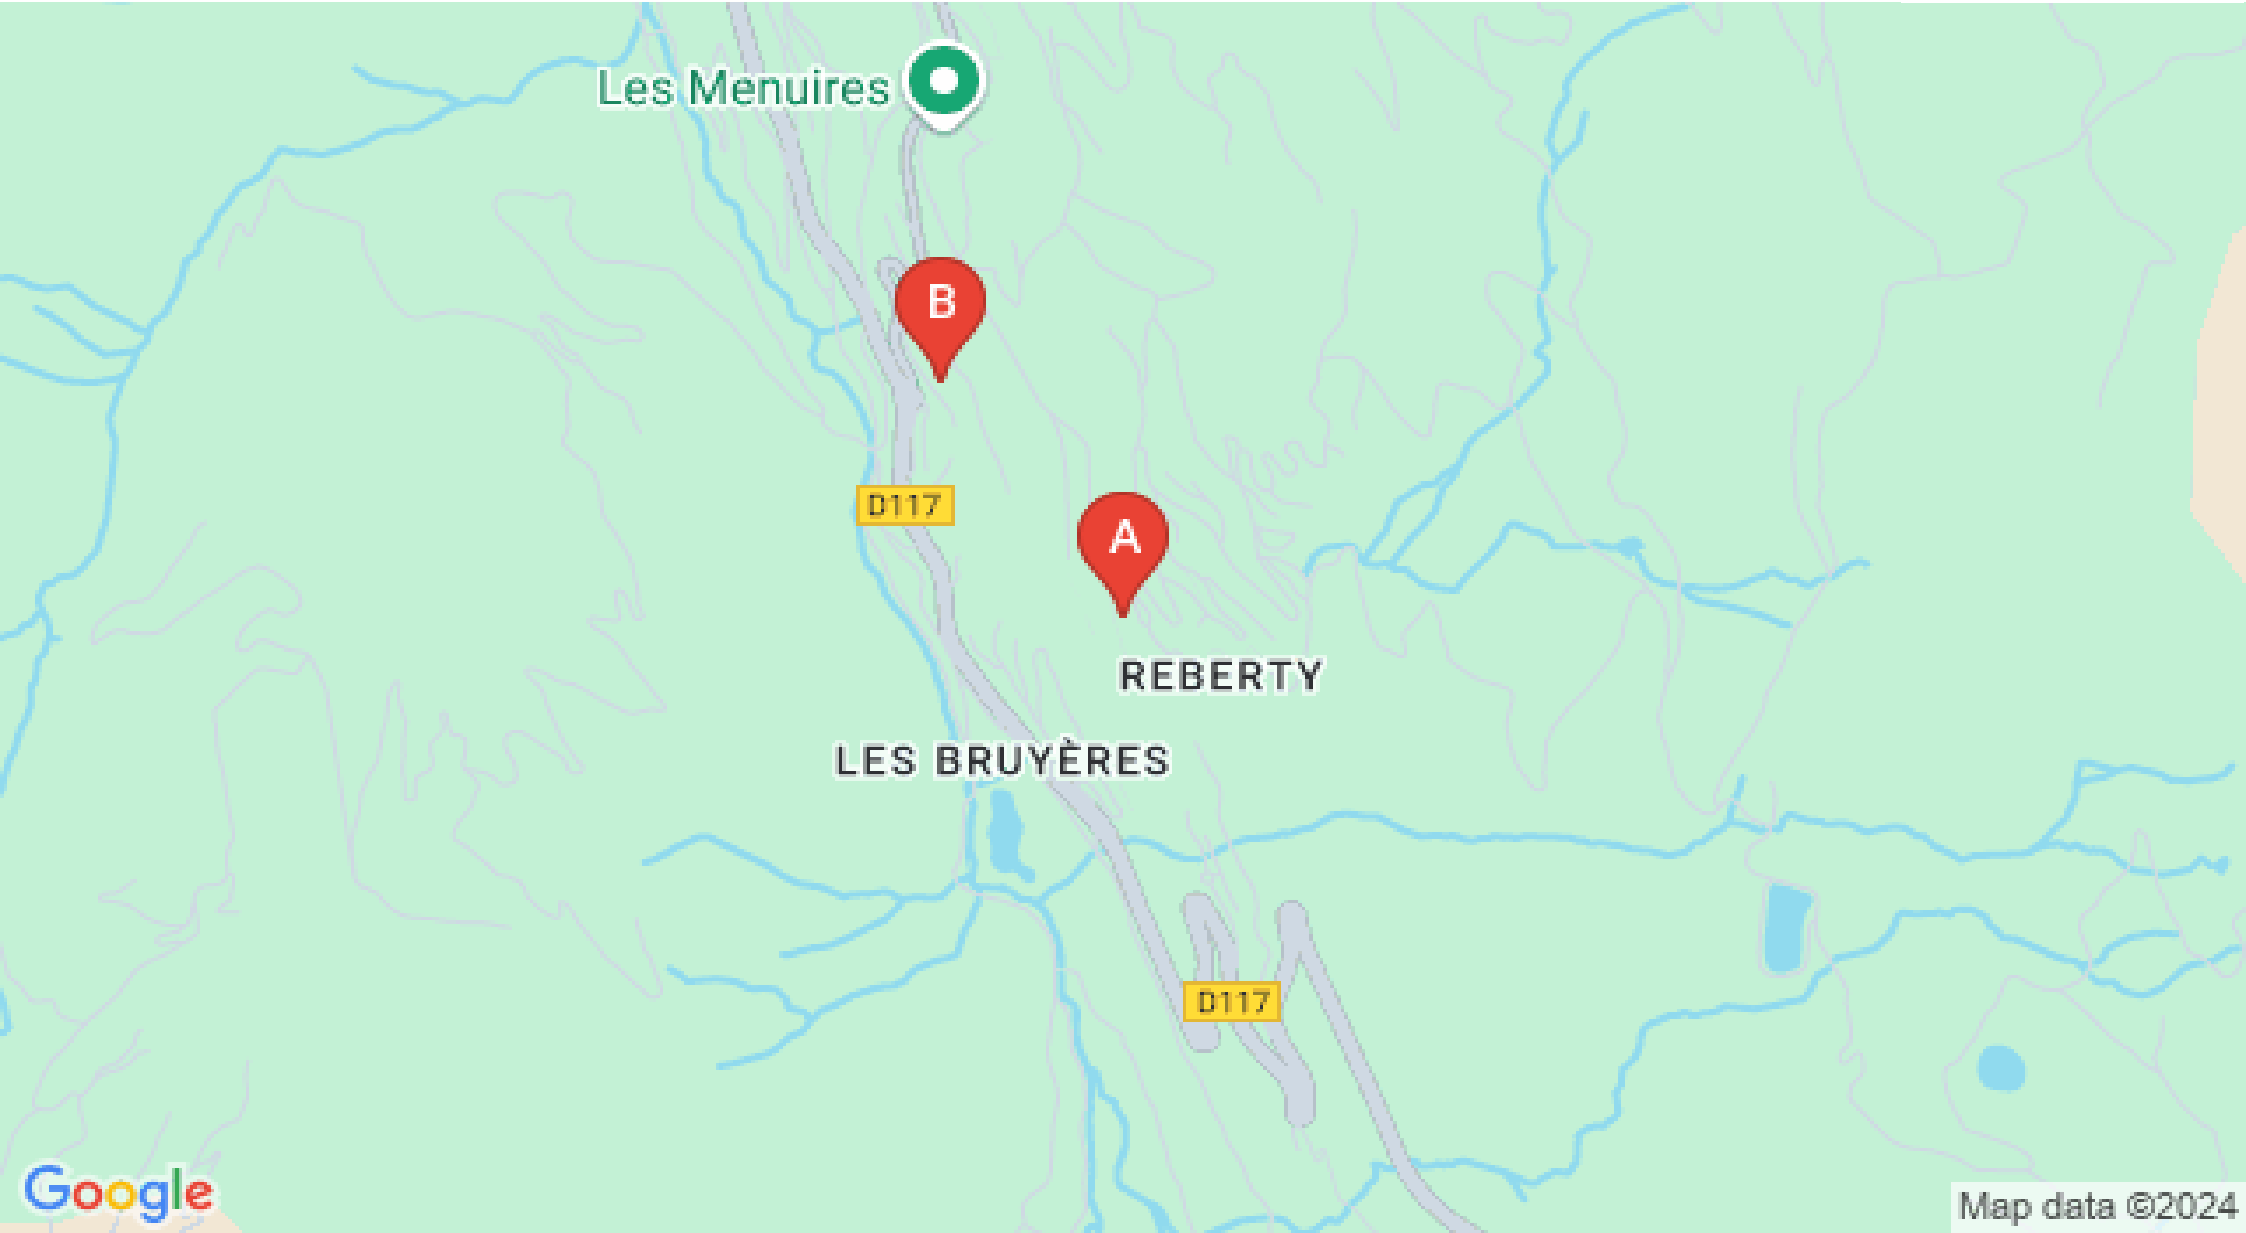 Les Menuires
B
D117
A
REBERTY
LES BRUYÈRES
D117
Google
Map data ©2024